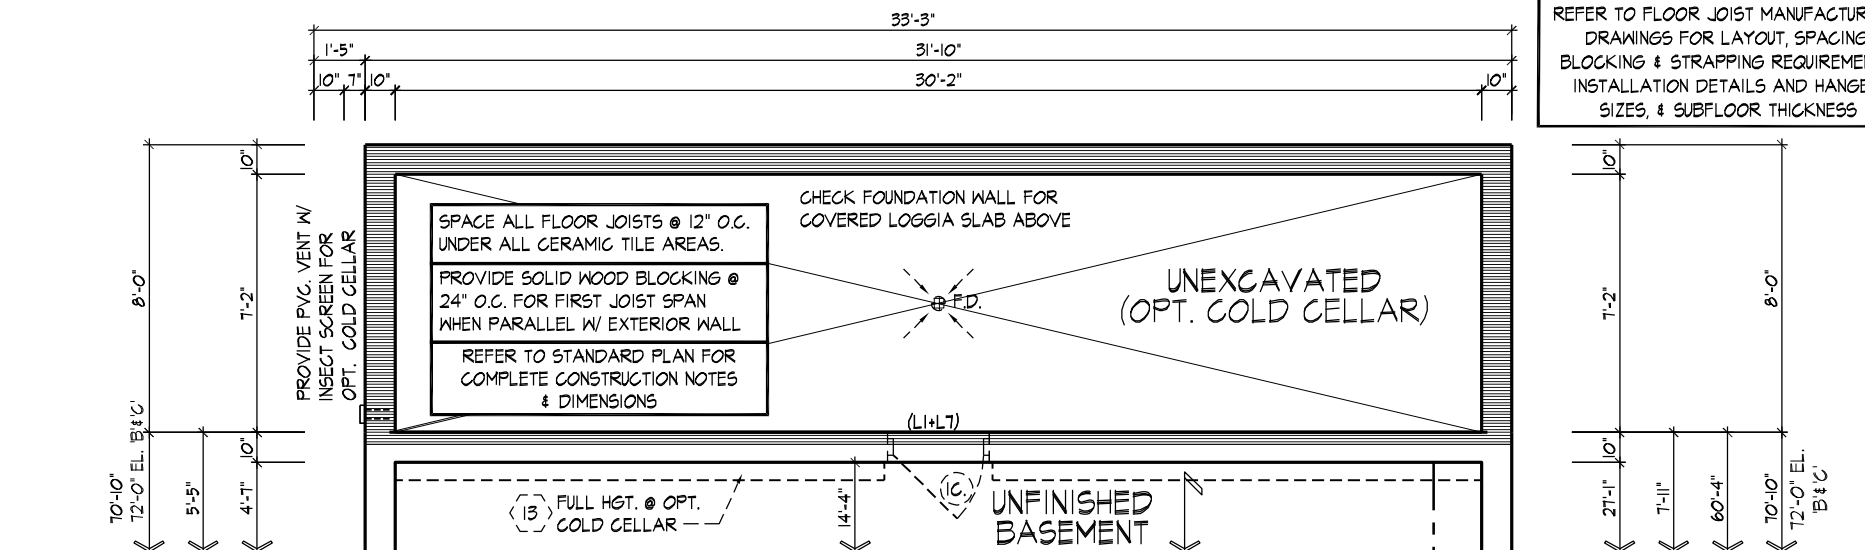 33'-3"
1'-5"
31'-10"
10"
7"
10"
30'-2"
10"
REFER TO FLOOR JOIST MANUFACTUR
DRAWINGS FOR LAYOUT, SPACING
BLOCKING & STRAPPING REQUIREME
INSTALLATION DETAILS AND HANGE
SIZES, & SUBFLOOR THICKNESS
8'-0"
10"
7'-2"
10"
PROVIDE PVC. VENT W/
INSECT SCREEN FOR
OPT. COLD CELLAR
SPACE ALL FLOOR JOISTS @ 12" O.C.
UNDER ALL CERAMIC TILE AREAS.
PROVIDE SOLID WOOD BLOCKING @
24" O.C. FOR FIRST JOIST SPAN
WHEN PARALLEL W/ EXTERIOR WALL
REFER TO STANDARD PLAN FOR
COMPLETE CONSTRUCTION NOTES
& DIMENSIONS
CHECK FOUNDATION WALL FOR
COVERED LOGGIA SLAB ABOVE
F.D.
UNEXCAVATED
(OPT. COLD CELLAR)
(L1+L7)
10"
7'-2"
10"
8'-0"
70'-10"
72'-0" EL. 'B'&'C'
5'-5"
4'-7"
13
FULL HGT. @ OPT.
COLD CELLAR
14'-4"
1C.
UNFINISHED
BASEMENT
27'-1"
7'-11"
60'-4"
70'-10"
72'-0" EL.
'B'&'C'